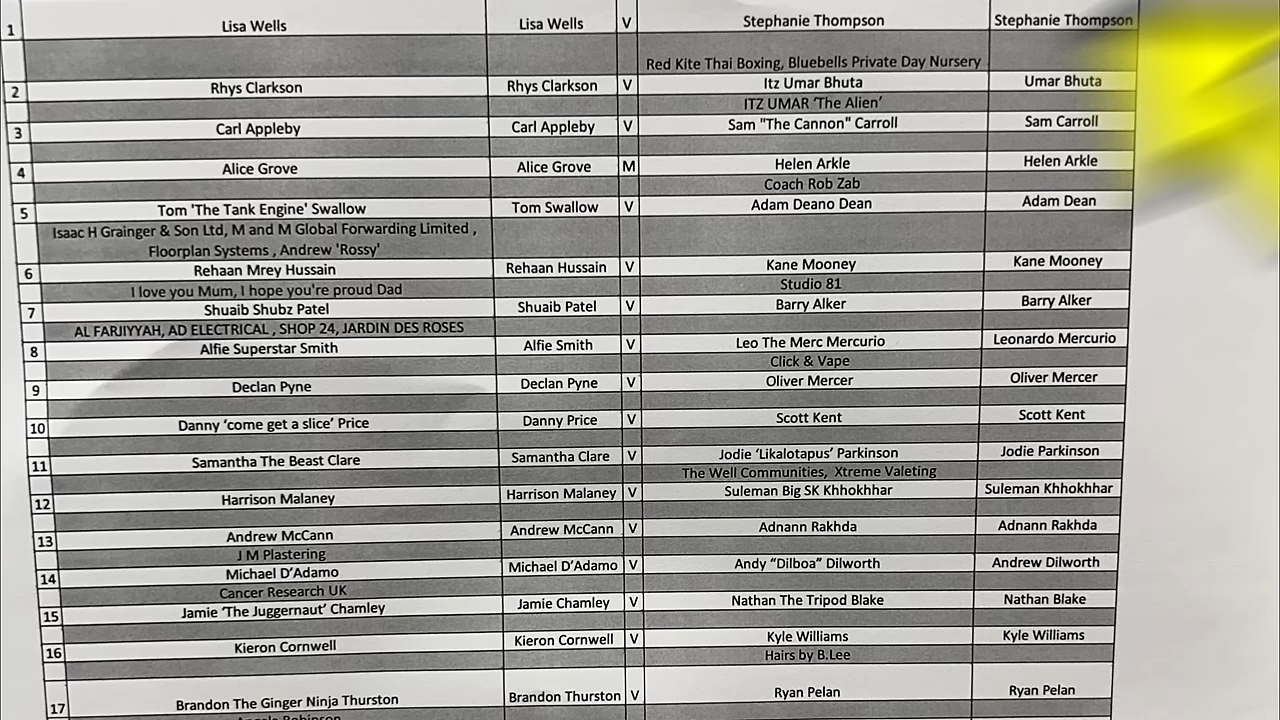 1 Lisa Wells Lisa Wells V Stephanie Thompson Stephanie Thompson
Red Kite Thai Boxing, Bluebells Private Day Nursery
2 Rhys Clarkson Rhys Clarkson V Itz Umar Bhuta Umar Bhuta
ITZ UMAR ‘The Alien’
3 Carl Appleby Carl Appleby V Sam "The Cannon" Carroll Sam Carroll
4 Alice Grove Alice Grove M Helen Arkle Helen Arkle
Coach Rob Zab
5 Tom 'The Tank Engine' Swallow Tom Swallow V Adam Deano Dean Adam Dean
Isaac H Grainger & Son Ltd, M and M Global Forwarding Limited ,
Floorplan Systems , Andrew 'Rossy'
6 Rehaan Mrey Hussain Rehaan Hussain V Kane Mooney Kane Mooney
I love you Mum, I hope you're proud Dad Studio 81
7 Shuaib Shubz Patel Shuaib Patel V Barry Alker Barry Alker
AL FARJIYYAH, AD ELECTRICAL , SHOP 24, JARDIN DES ROSES
8 Alfie Superstar Smith Alfie Smith V Leo The Merc Mercurio Leonardo Mercurio
Click & Vape
9 Declan Pyne Declan Pyne V Oliver Mercer Oliver Mercer
10 Danny ‘come get a slice’ Price Danny Price V Scott Kent Scott Kent
11 Samantha The Beast Clare Samantha Clare V Jodie ‘Likalotapus’ Parkinson Jodie Parkinson
The Well Communities, Xtreme Valeting
12 Harrison Malaney Harrison Malaney V Suleman Big SK Khhokhhar Suleman Khhokhhar
13 Andrew McCann Andrew McCann V Adnann Rakhda Adnann Rakhda
J M Plastering
14 Michael D’Adamo Michael D’Adamo V Andy “Dilboa” Dilworth Andrew Dilworth
Cancer Research UK
15 Jamie ‘The Juggernaut’ Chamley Jamie Chamley V Nathan The Tripod Blake Nathan Blake
16 Kieron Cornwell Kieron Cornwell V Kyle Williams Kyle Williams
Hairs by B.Lee
17 Brandon The Ginger Ninja Thurston Brandon Thurston V Ryan Pelan Ryan Pelan